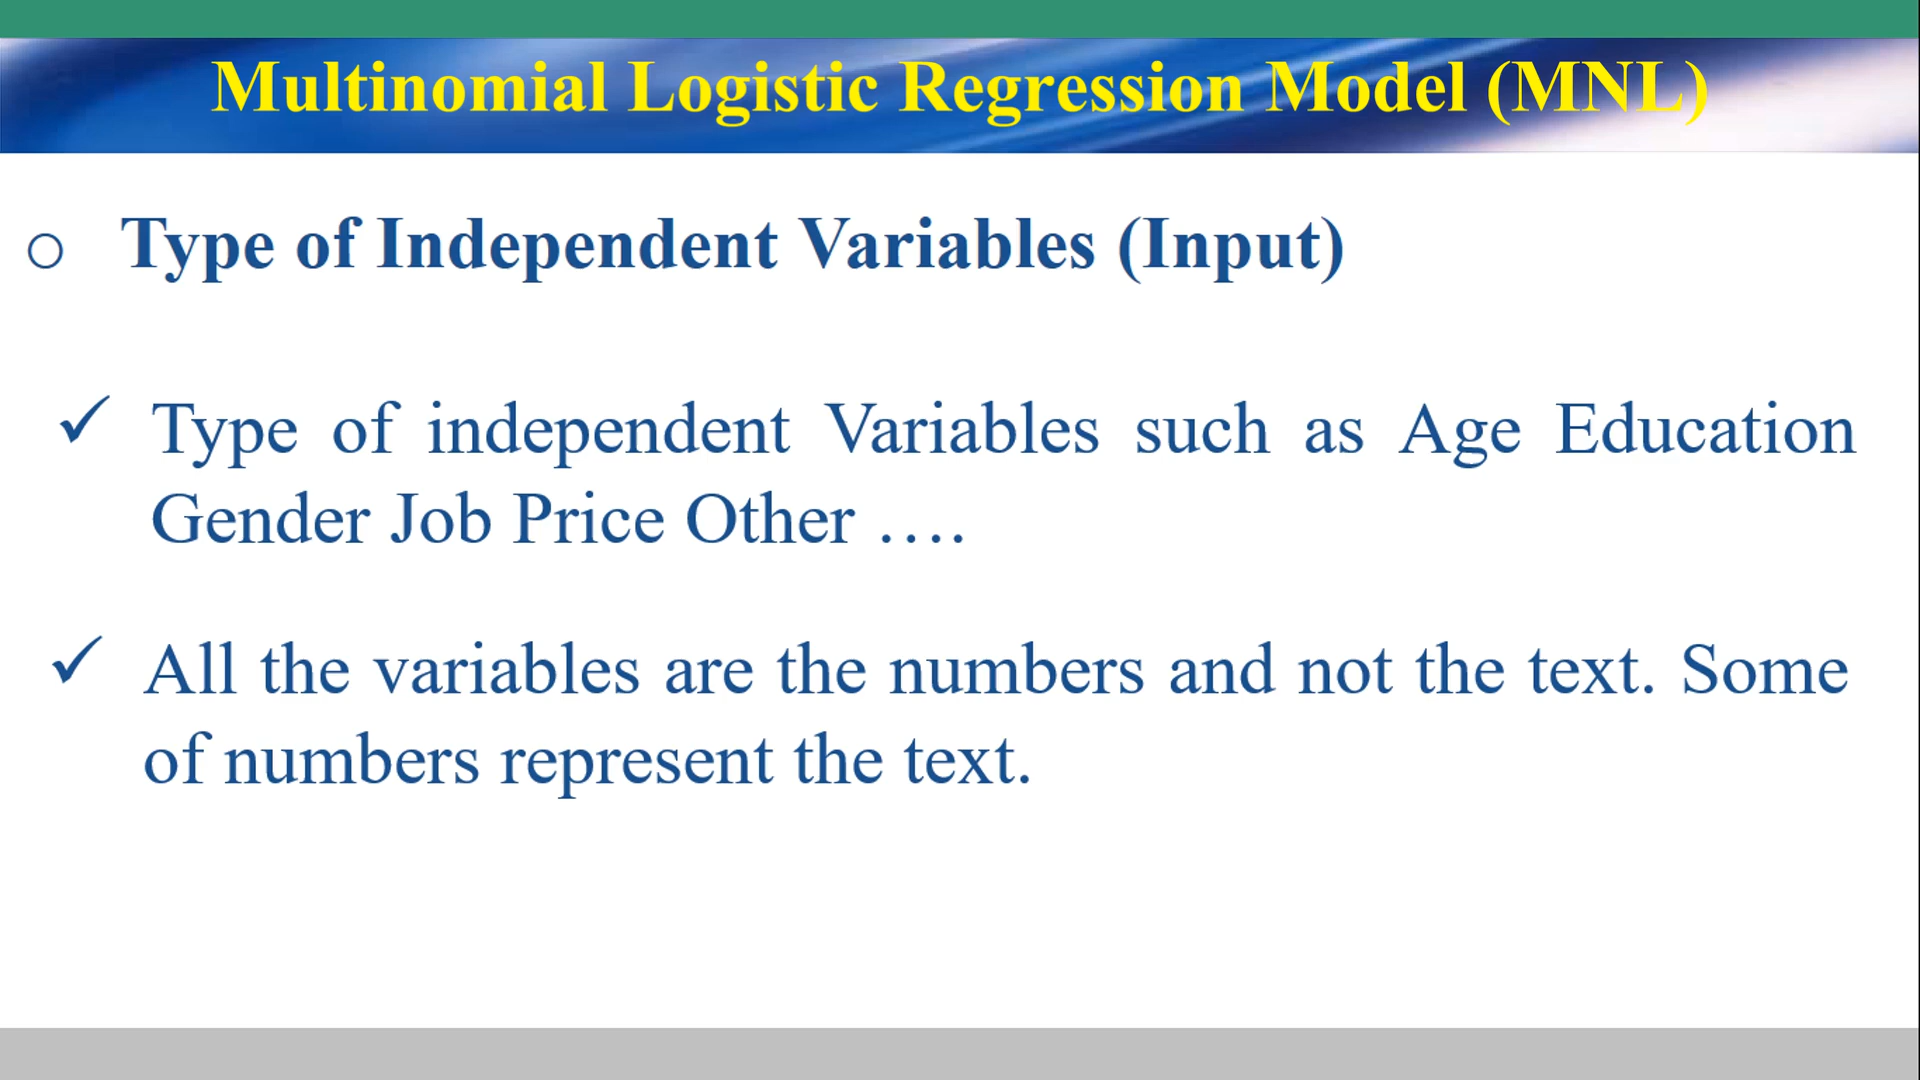 Multinomial Logistic Regression Model (MNL)
Type of Independent Variables (Input)
Type of independent Variables such as Age Education
Gender Job Price Other ….
All the variables are the numbers and not the text. Some
of numbers represent the text.